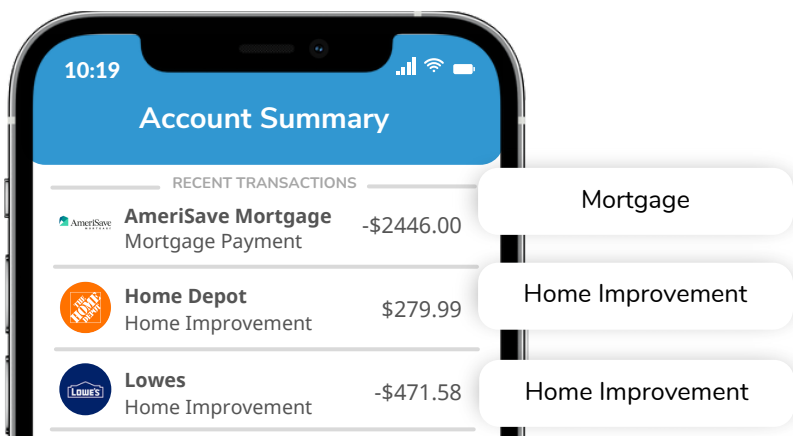 10:19
Account Summary
RECENT TRANSACTIONS
AmeriSave
MORTGAGE
AmeriSave Mortgage
-$2446.00
Mortgage Payment
Mortgage
THE
HOME
DEPOT
Home Depot
$279.99
Home Improvement
Home Improvement
LOWE'S
Lowes
-$471.58
Home Improvement
Home Improvement